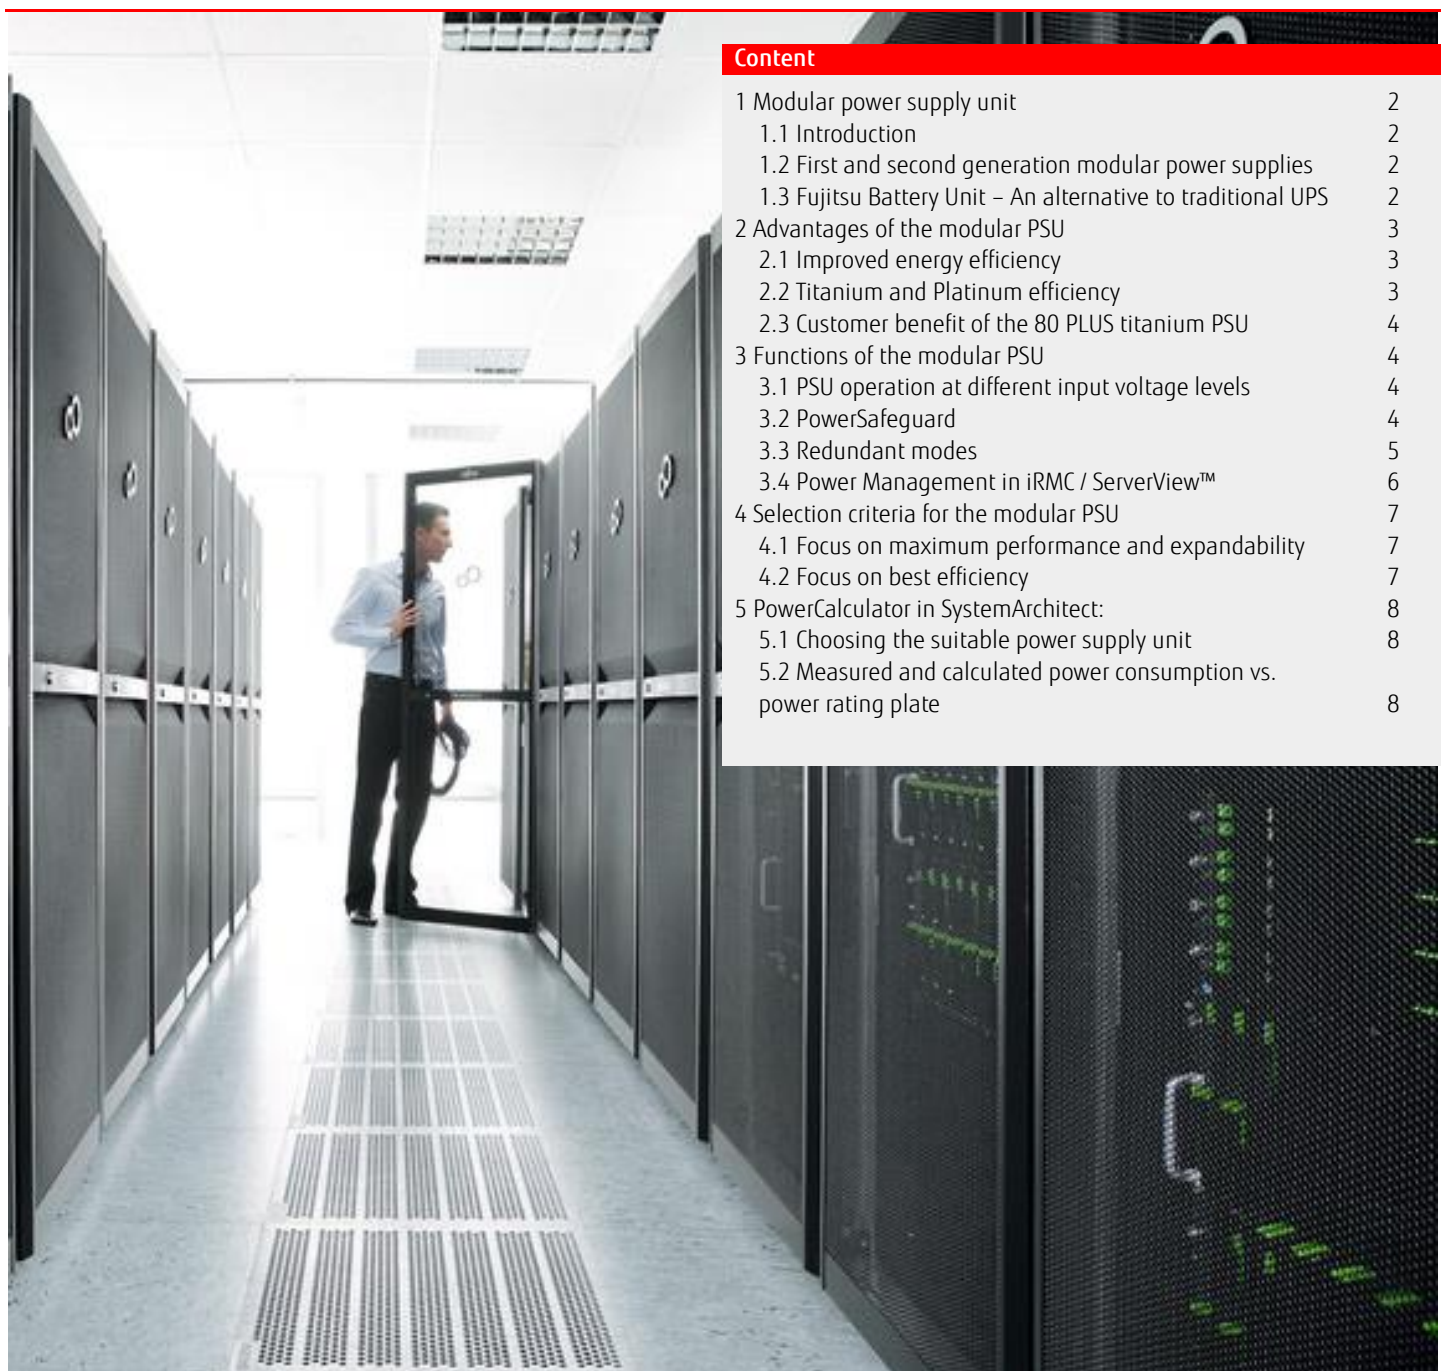 Content
1 Modular power supply unit 2
1.1 Introduction 2
1.2 First and second generation modular power supplies 2
1.3 Fujitsu Battery Unit – An alternative to traditional UPS 2
2 Advantages of the modular PSU 3
2.1 Improved energy efficiency 3
2.2 Titanium and Platinum efficiency 3
2.3 Customer benefit of the 80 PLUS titanium PSU 4
3 Functions of the modular PSU 4
3.1 PSU operation at different input voltage levels 4
3.2 PowerSafeguard 4
3.3 Redundant modes 5
3.4 Power Management in iRMC / ServerView™ 6
4 Selection criteria for the modular PSU 7
4.1 Focus on maximum performance and expandability 7
4.2 Focus on best efficiency 7
5 PowerCalculator in SystemArchitect: 8
5.1 Choosing the suitable power supply unit 8
5.2 Measured and calculated power consumption vs.
power rating plate 8